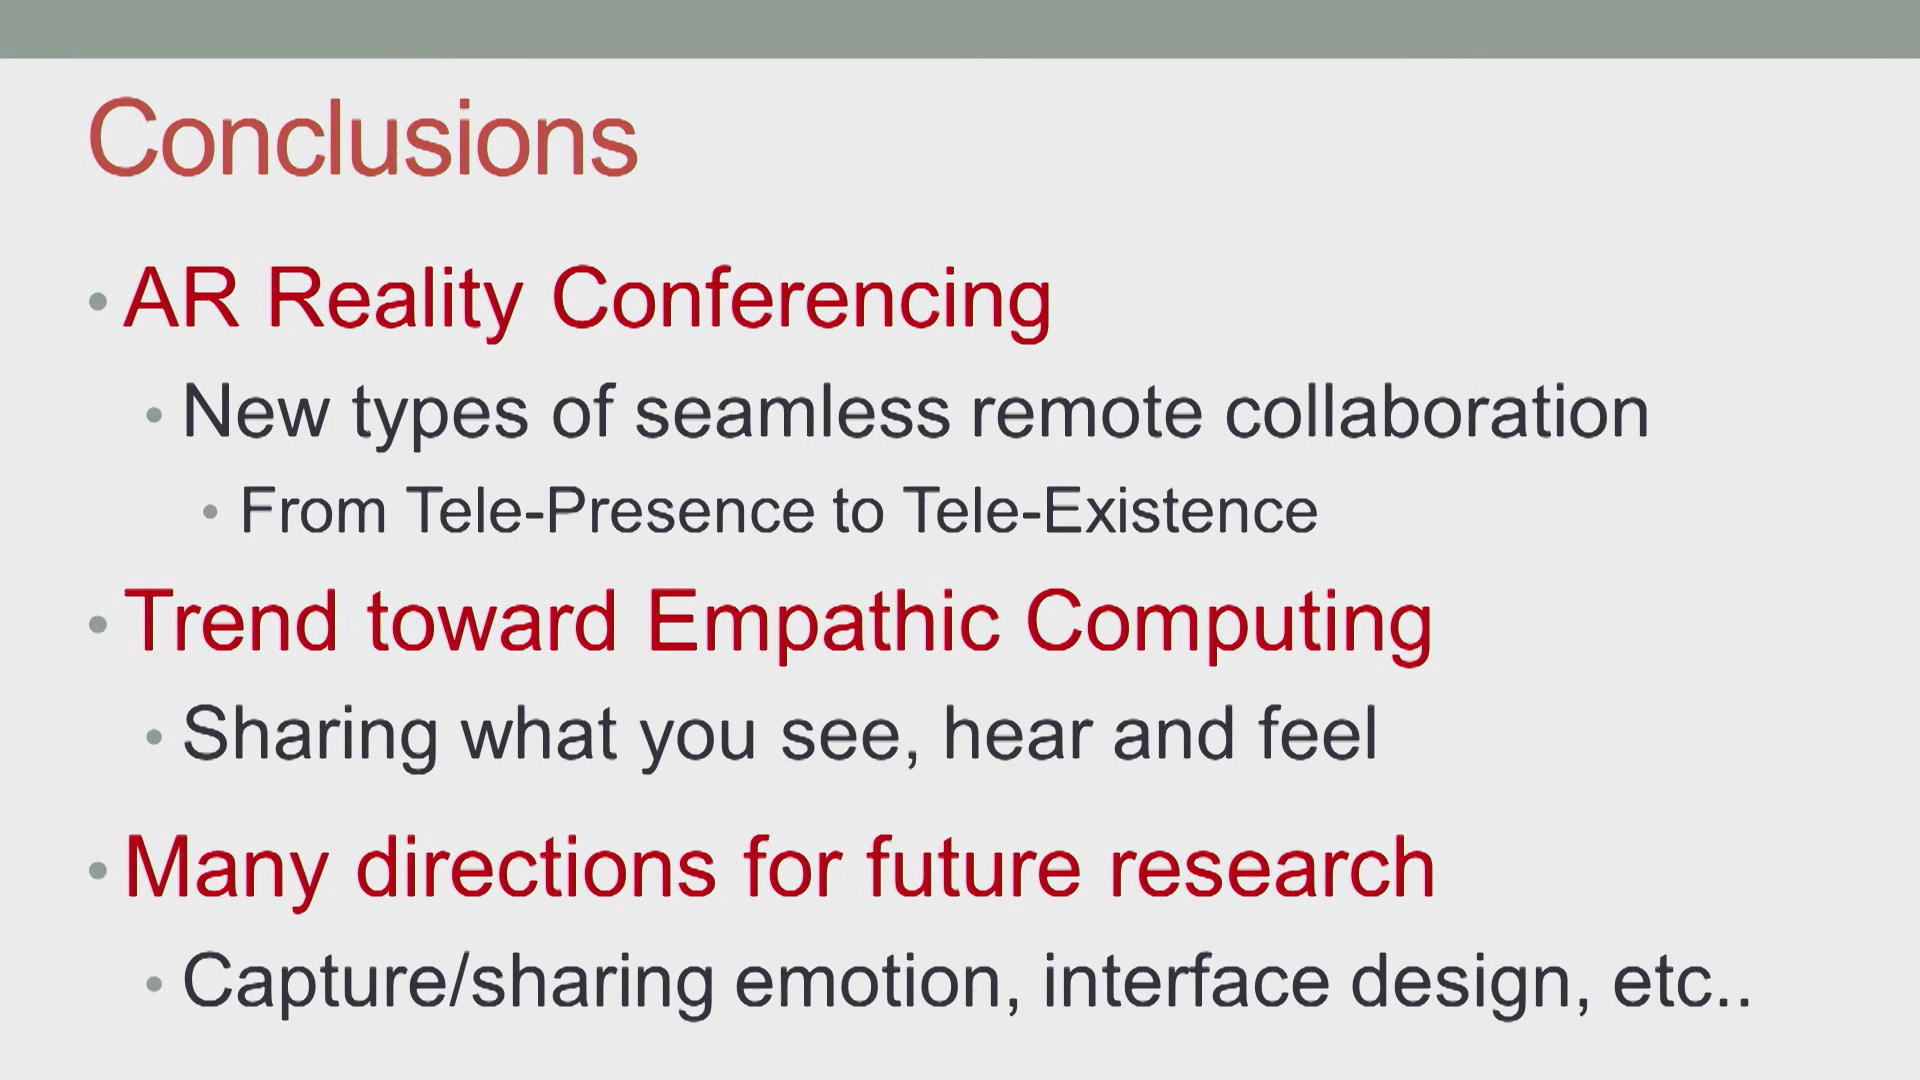 Conclusions
• AR Reality Conferencing
• New types of seamless remote collaboration
• From Tele-Presence to Tele-Existence
• Trend toward Empathic Computing
• Sharing what you see, hear and feel
• Many directions for future research
• Capture/sharing emotion, interface design, etc..